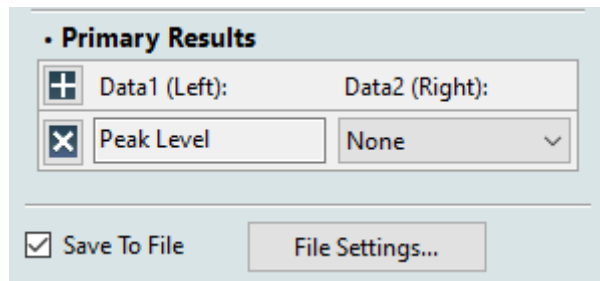 • Primary Results
Data1 (Left): Data2 (Right):
Peak Level None
Save To File File Settings...